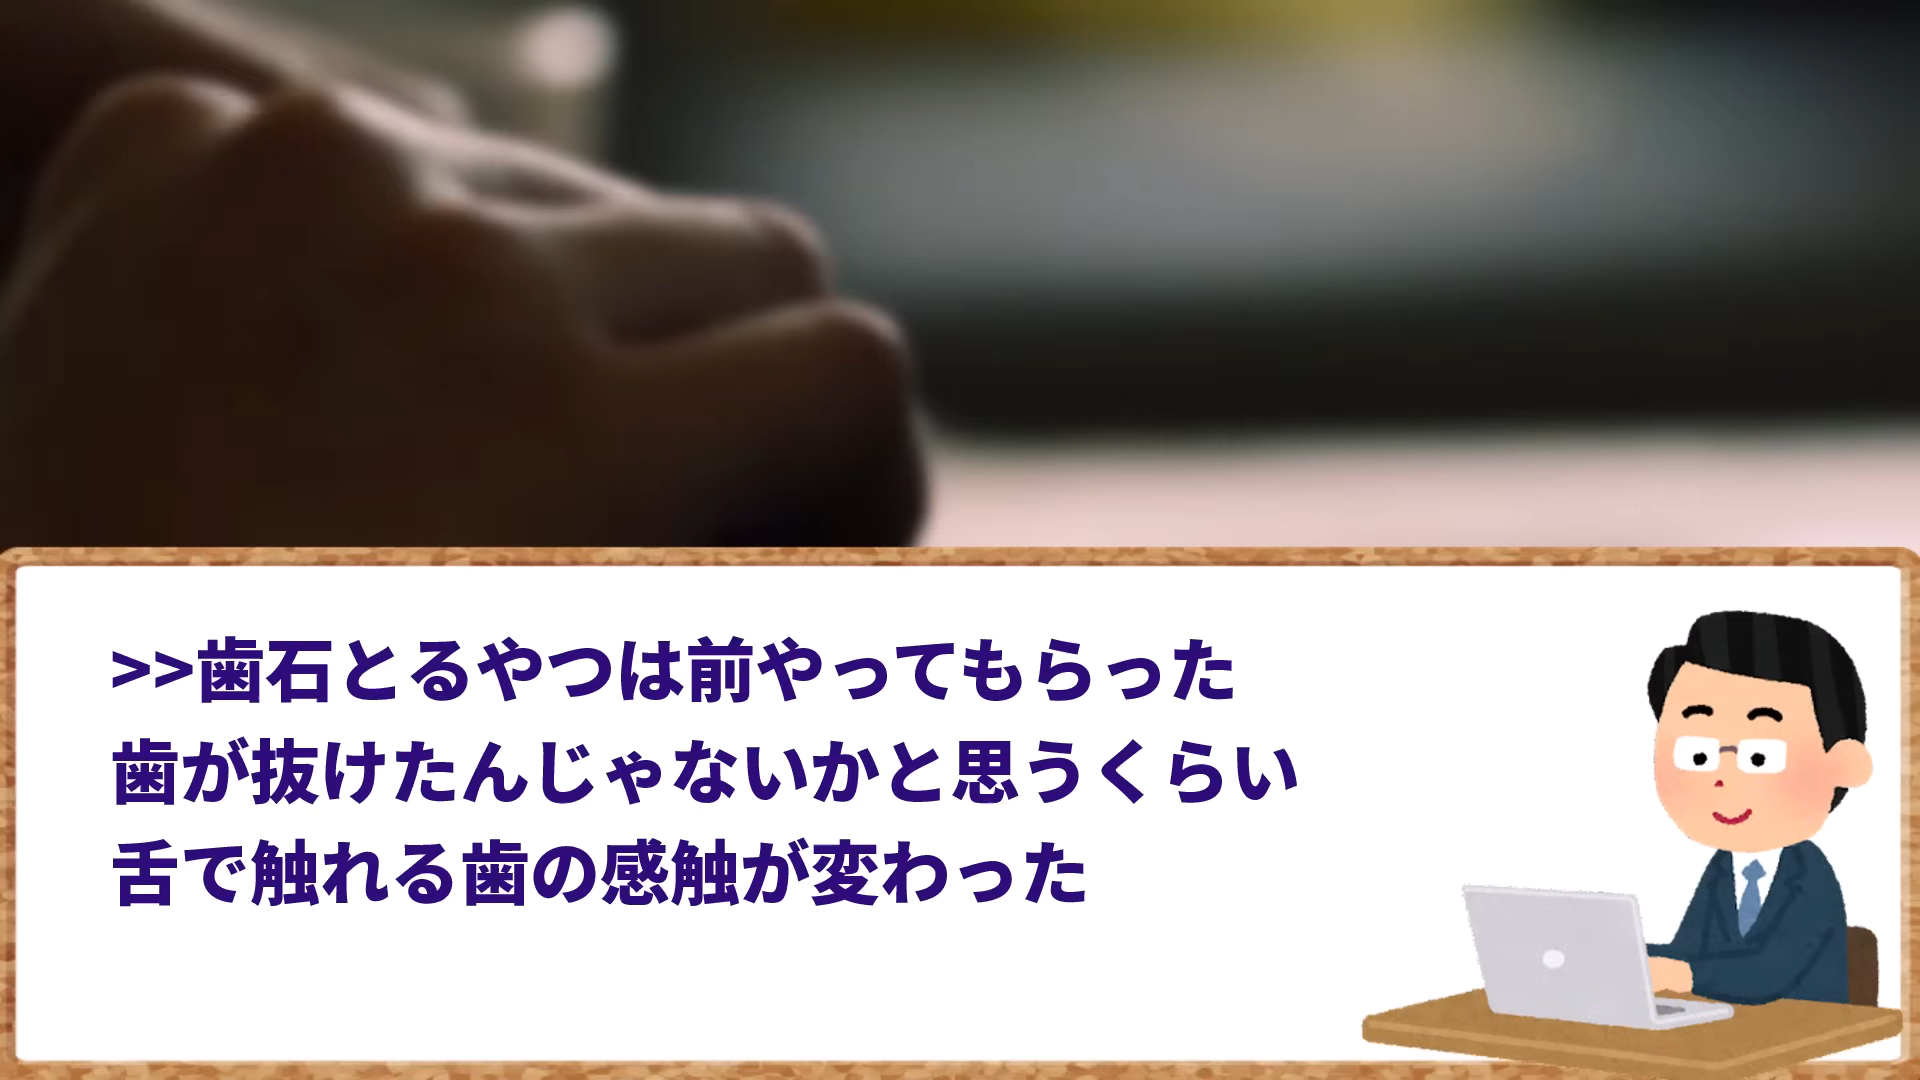 >>歯石とるやつは前やってもらった
歯が抜けたんじゃないかと思うくらい
舌で触れる歯の感触が変わった